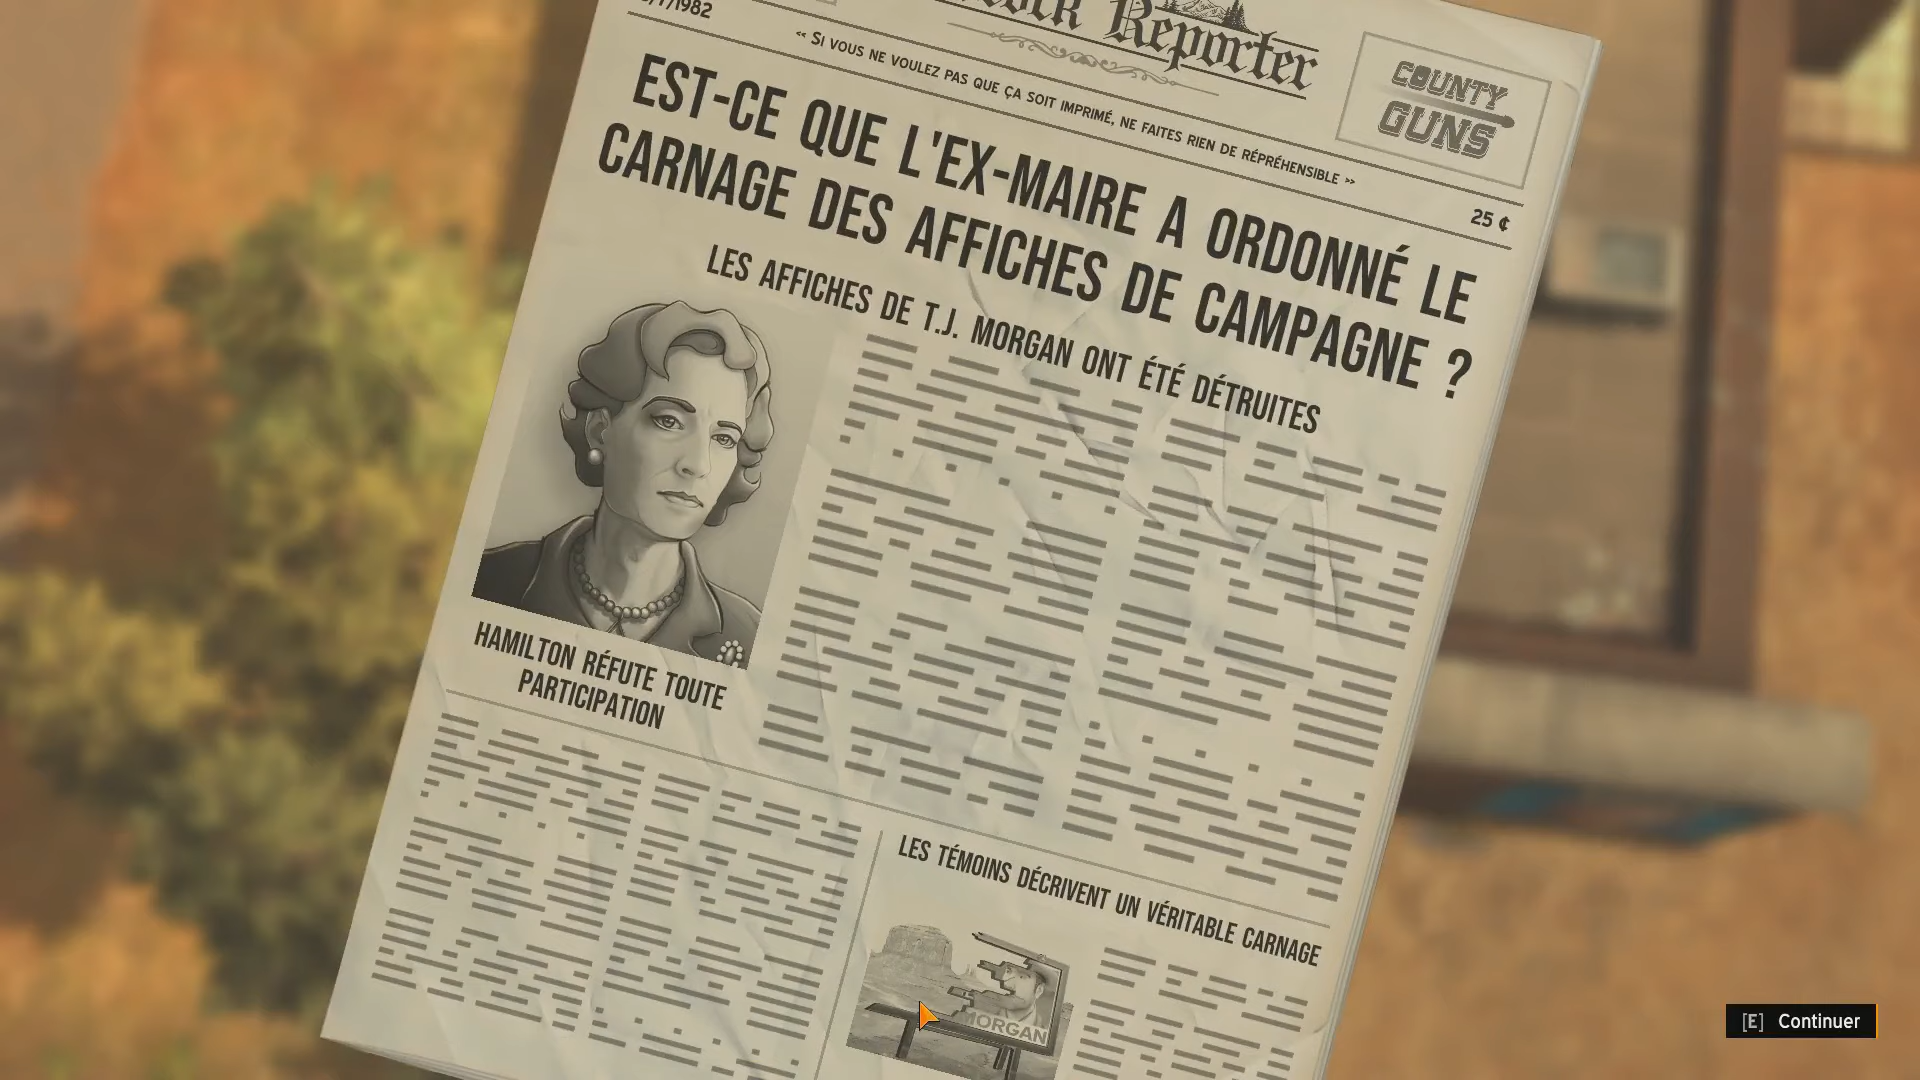 /7/1982
Reporter
« Si vous ne voulez pas que ça soit imprimé, ne faites rien de répréhensible »
COUNTY
GUNS
25 ¢
EST-CE QUE L'EX-MAIRE A ORDONNÉ LE
CARNAGE DES AFFICHES DE CAMPAGNE ?
LES AFFICHES DE T.J. MORGAN ONT ÉTÉ DÉTRUITES
HAMILTON RÉFUTE TOUTE
PARTICIPATION
LES TÉMOINS DÉCRIVENT UN VÉRITABLE CARNAGE
MORGAN
[E] Continuer